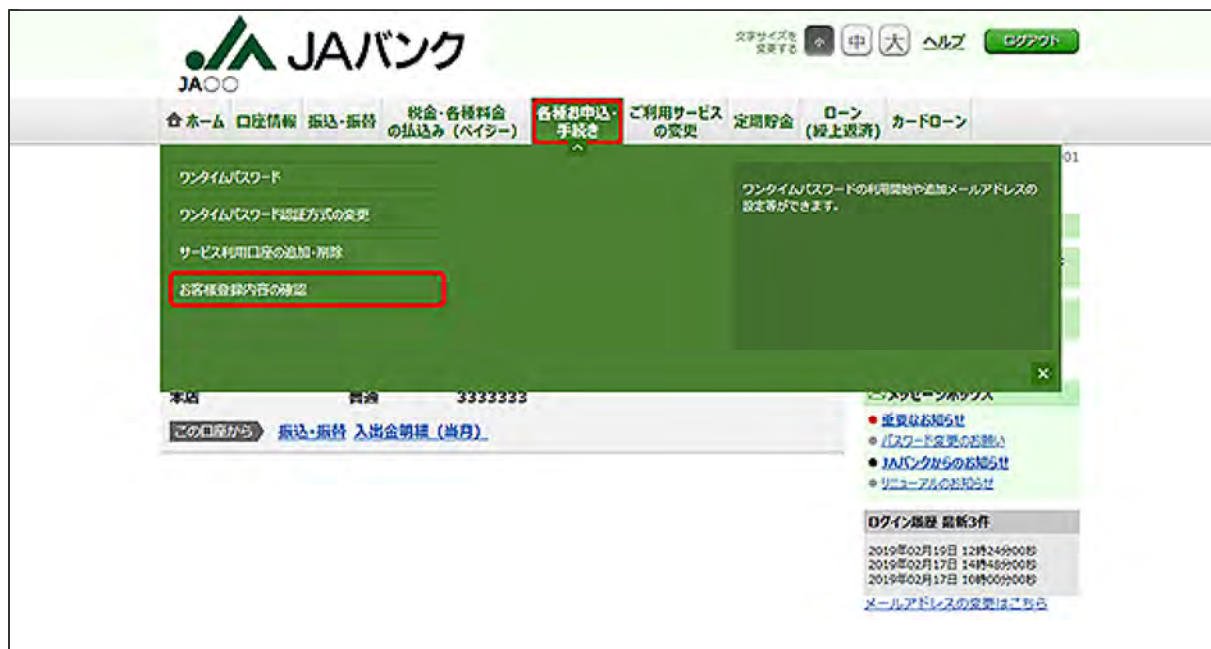 JAバンク
JA○○
文字サイズを
変更する
小 中 大 ヘルプ ログアウト
ホーム 口座情報 振込・振替 税金・各種料金
の払込み（ペイジー） 各種お申込・
手続き ご利用サービス
の変更 定期貯金 ローン
(繰上返済) カードローン
01
ワンタイムパスワード
ワンタイムパスワード認証方式の変更
サービス利用口座の追加・削除
お客様登録内容の確認
ワンタイムパスワードの利用開始や追加メールアドレスの
設定等ができます。
×
本店 普通 3333333
この口座から 振込・振替 入出金明細（当月）
メッセージボックス
重要なお知らせ
パスワード変更のお願い
JAバンクからのお知らせ
リニューアルのお知らせ
ログイン履歴 最新3件
2019年02月19日 12時24分00秒
2019年02月17日 14時48分00秒
2019年02月17日 10時00分00秒
メールアドレスの変更はこちら